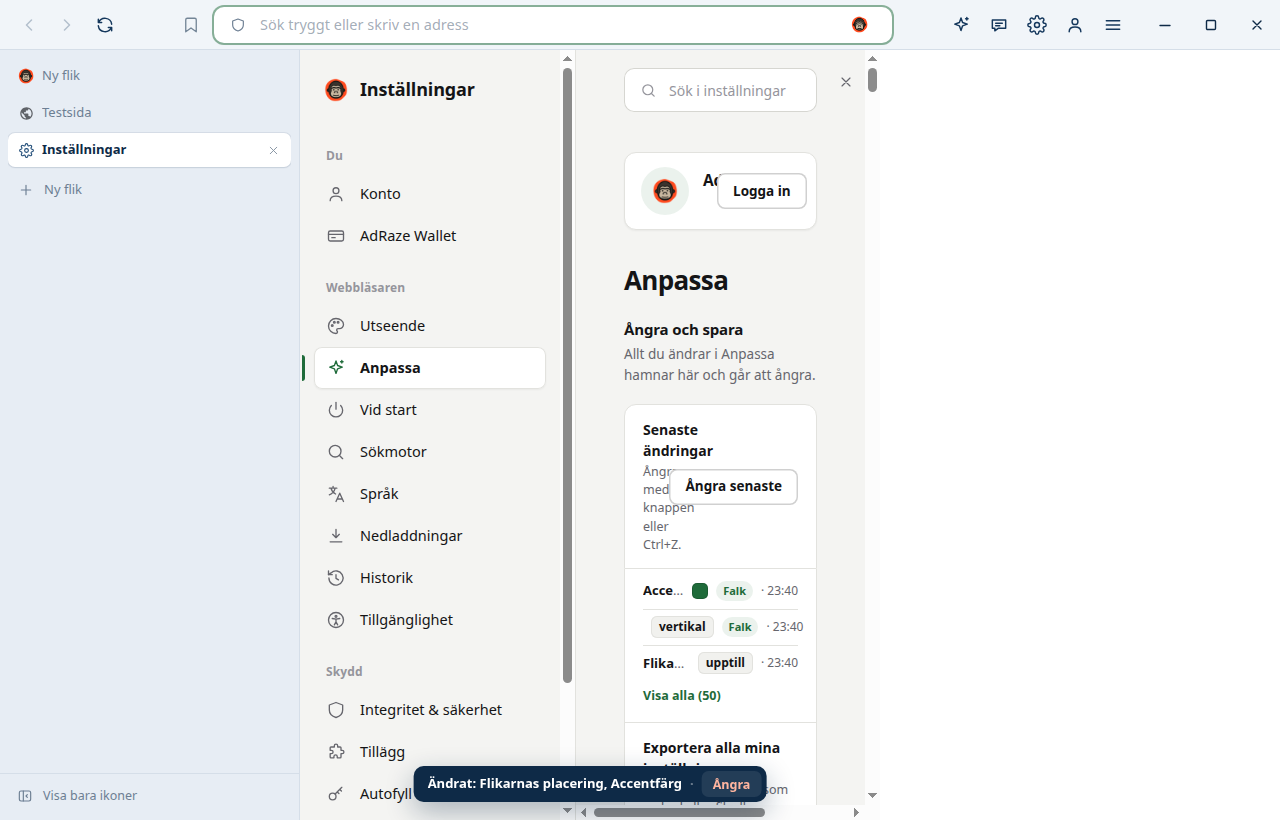 Sök tryggt eller skriv en adress
Ny flik
Testsida
Inställningar
Ny flik
Visa bara ikoner
Inställningar
Du
Konto
AdRaze Wallet
Webbläsaren
Utseende
Anpassa
Vid start
Sökmotor
Språk
Nedladdningar
Historik
Tillgänglighet
Skydd
Integritet & säkerhet
Tillägg
Autofyll
Sök i inställningar
Logga in
Anpassa
Ångra och spara
Allt du ändrar i Anpassa
hamnar här och går att ångra.
Senaste
ändringar
med
knappen
eller
Ctrl+Z.
Ångra senaste
Acce... Falk · 23:40
vertikal Falk · 23:40
Flika... upptill · 23:40
Visa alla (50)
Exportera alla mina
Ändrat: Flikarnas placering, Accentfärg · Ångra